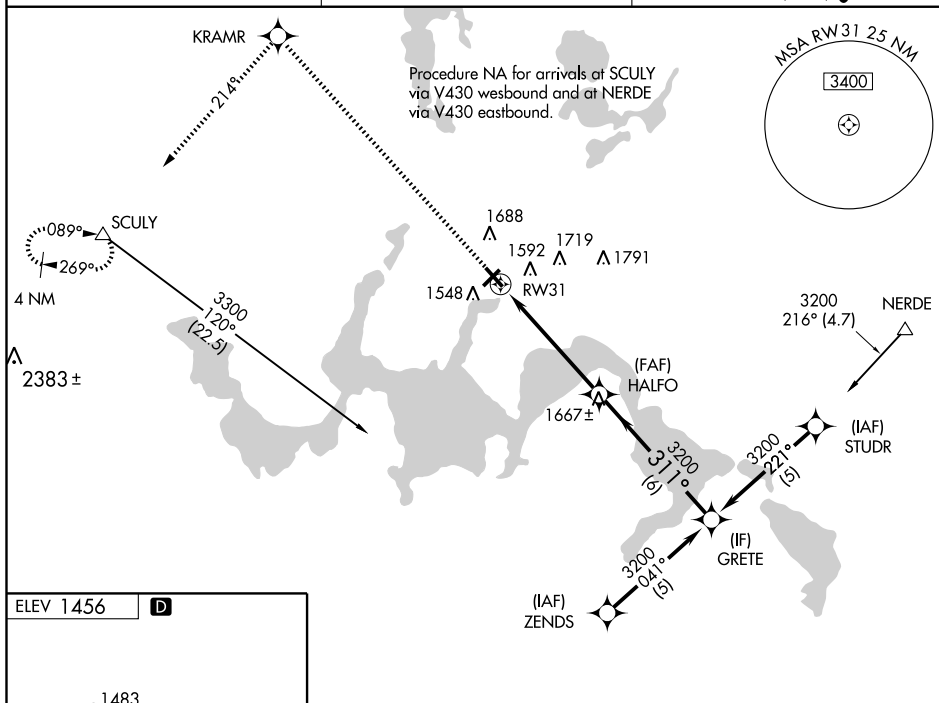 KRAMR
214°
Procedure NA for arrivals at SCULY
via V430 wesbound and at NERDE
via V430 eastbound.
MSA RW31 25 NM
3400
SCULY
089°
269°
4 NM
3300
120°
(22.5)
2383 ±
1688
1592
1719
1791
1548
RW31
3200
216° (4.7)
NERDE
(FAF)
HALFO
1667±
3200
311°
(6)
(IAF)
STUDR
3200
221°
(5)
(IF)
GRETE
3200
041°
(5)
(IAF)
ZENDS
ELEV 1456
D
1483